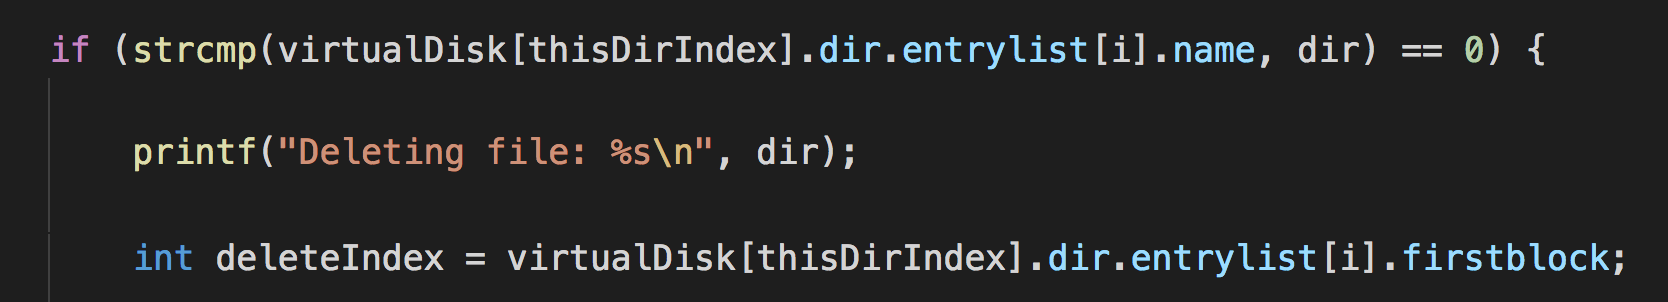 if (strcmp(virtualDisk[thisDirIndex].dir.entrylist[i].name, dir) == 0) {
printf("Deleting file: %s\n", dir);
int deleteIndex = virtualDisk[thisDirIndex].dir.entrylist[i].firstblock;